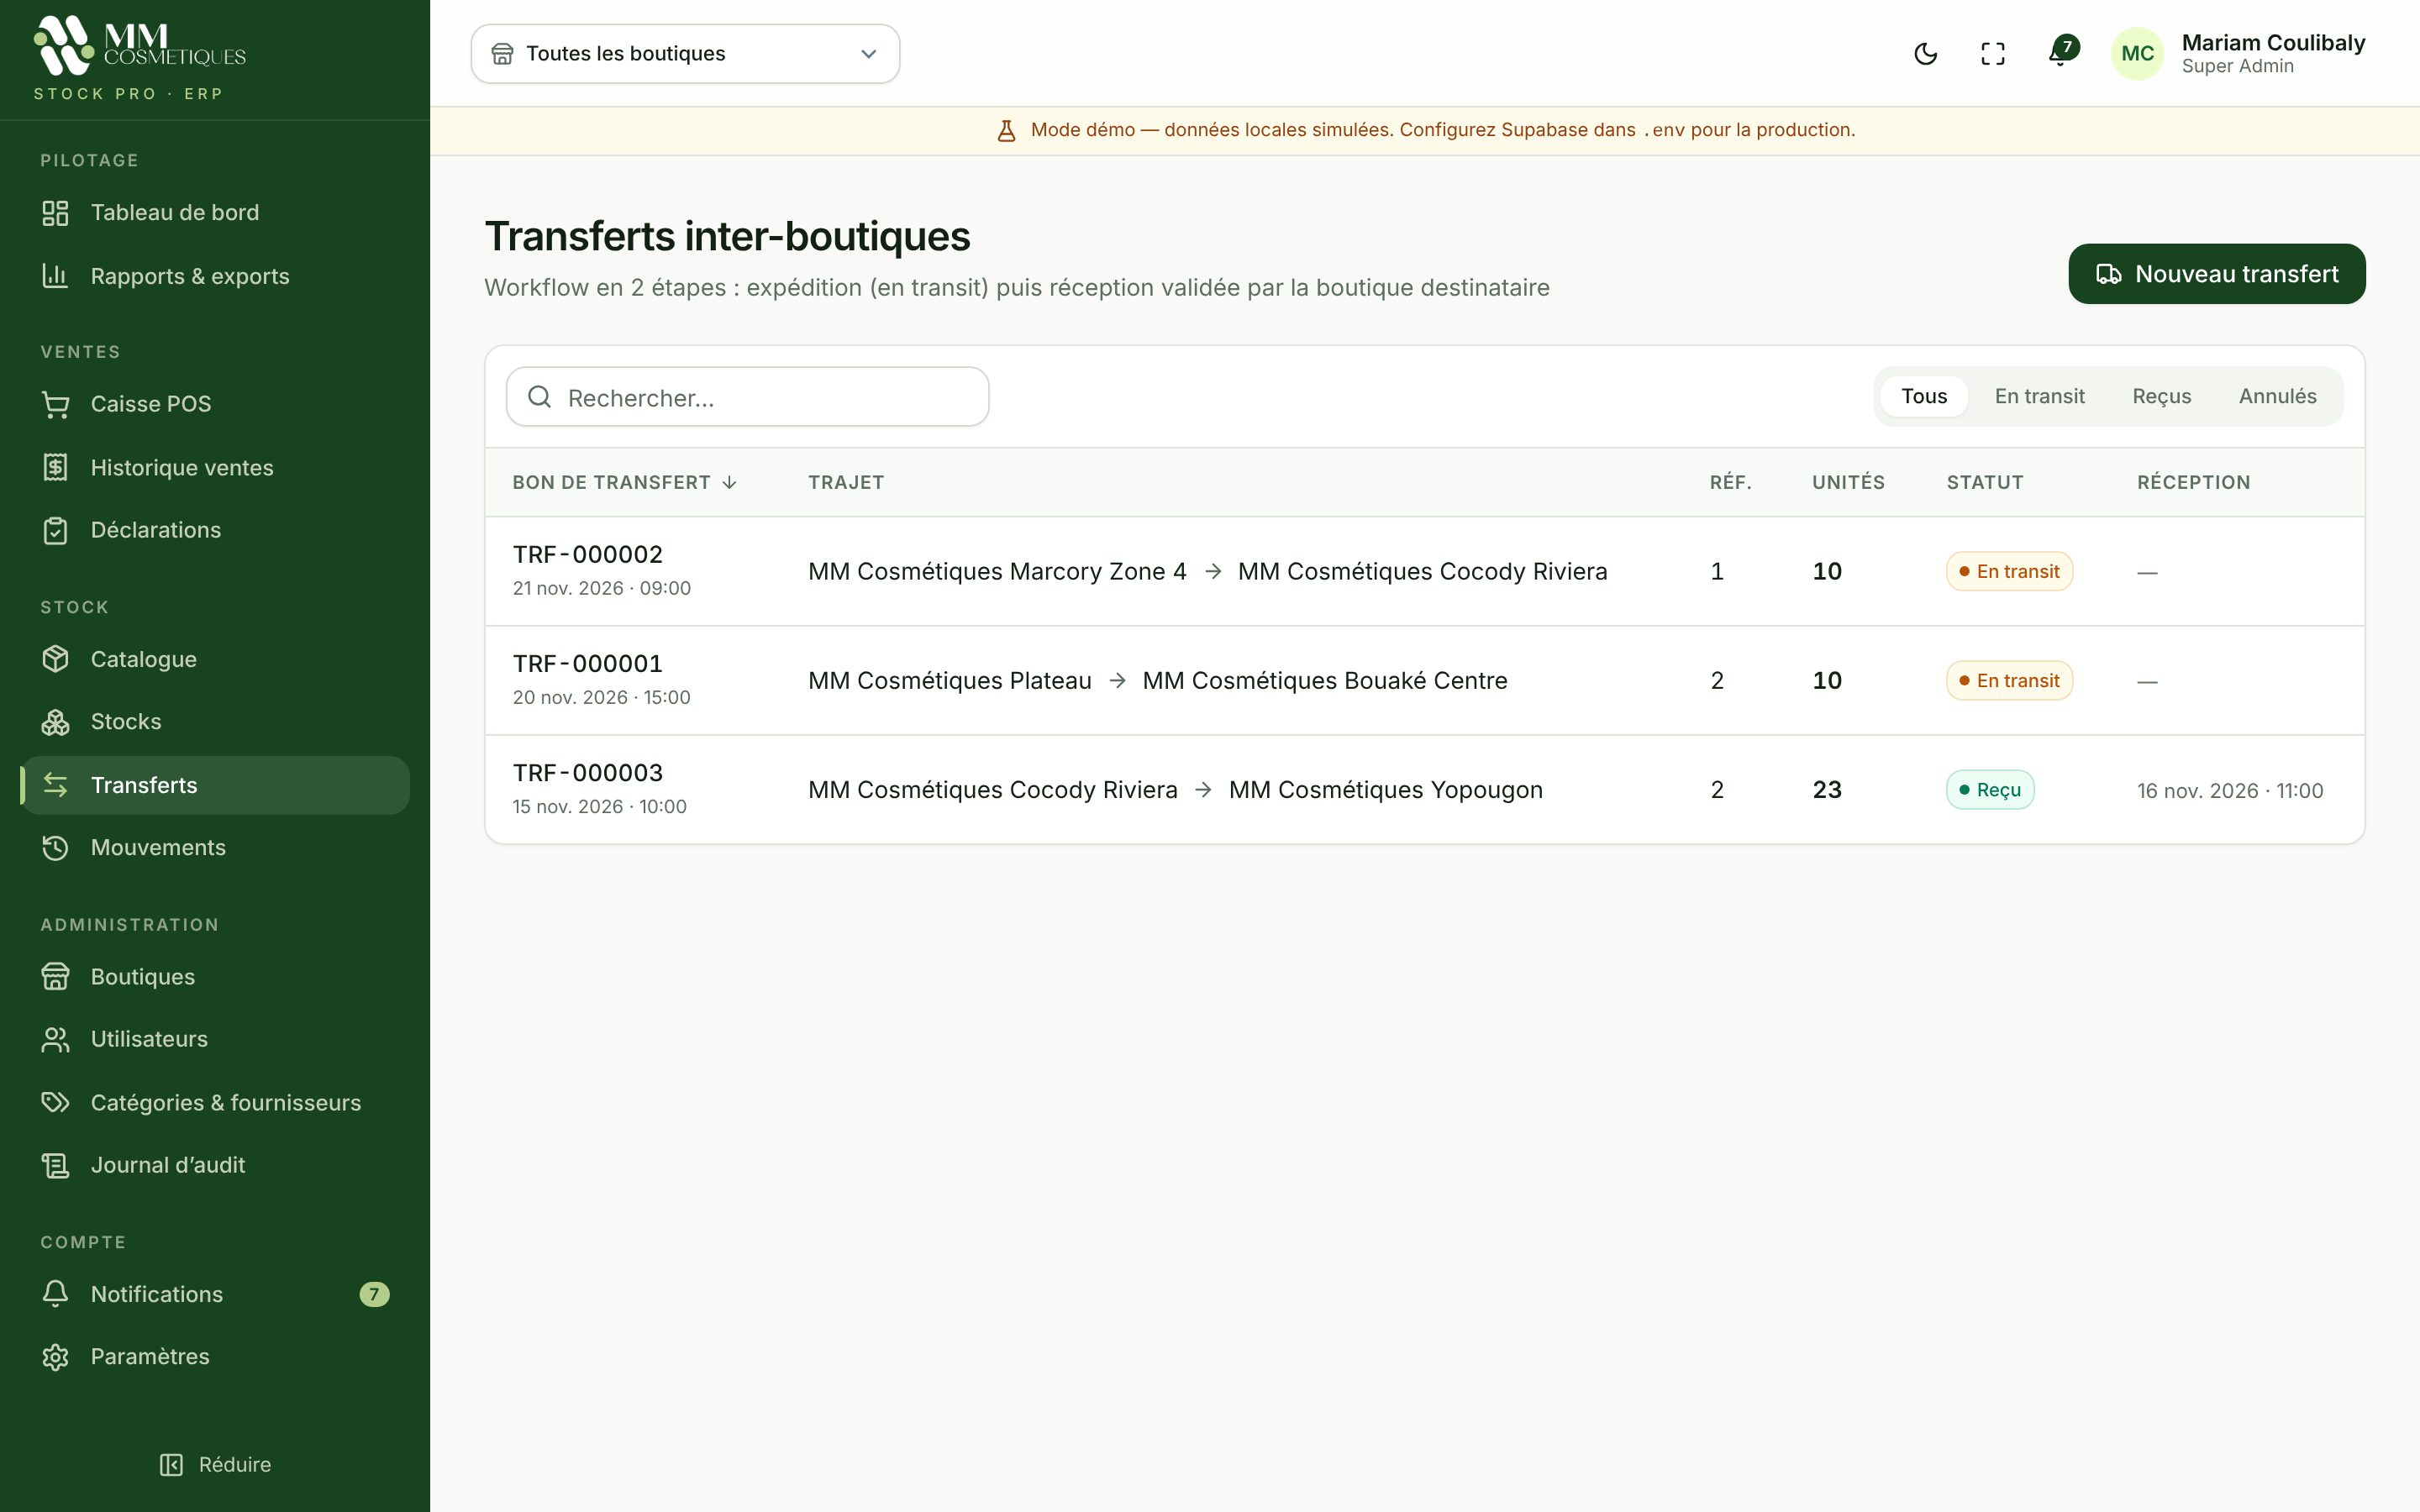 MM
COSMETIQUES
STOCK PRO · ERP
PILOTAGE
Tableau de bord
Rapports & exports
VENTES
Caisse POS
Historique ventes
Déclarations
STOCK
Catalogue
Stocks
Transferts
Mouvements
ADMINISTRATION
Boutiques
Utilisateurs
Catégories & fournisseurs
Journal d’audit
COMPTE
Notifications 7
Paramètres
Réduire
Toutes les boutiques
7
MC
Mariam Coulibaly
Super Admin
Mode démo — données locales simulées. Configurez Supabase dans .env pour la production.
Transferts inter-boutiques
Workflow en 2 étapes : expédition (en transit) puis réception validée par la boutique destinataire
Nouveau transfert
Rechercher...
Tous En transit Reçus Annulés
BON DE TRANSFERT ↓ TRAJET RÉF. UNITÉS STATUT RÉCEPTION
TRF-000002
21 nov. 2026 · 09:00
MM Cosmétiques Marcory Zone 4 → MM Cosmétiques Cocody Riviera 1 10 En transit —
TRF-000001
20 nov. 2026 · 15:00
MM Cosmétiques Plateau → MM Cosmétiques Bouaké Centre 2 10 En transit —
TRF-000003
15 nov. 2026 · 10:00
MM Cosmétiques Cocody Riviera → MM Cosmétiques Yopougon 2 23 Reçu 16 nov. 2026 · 11:00